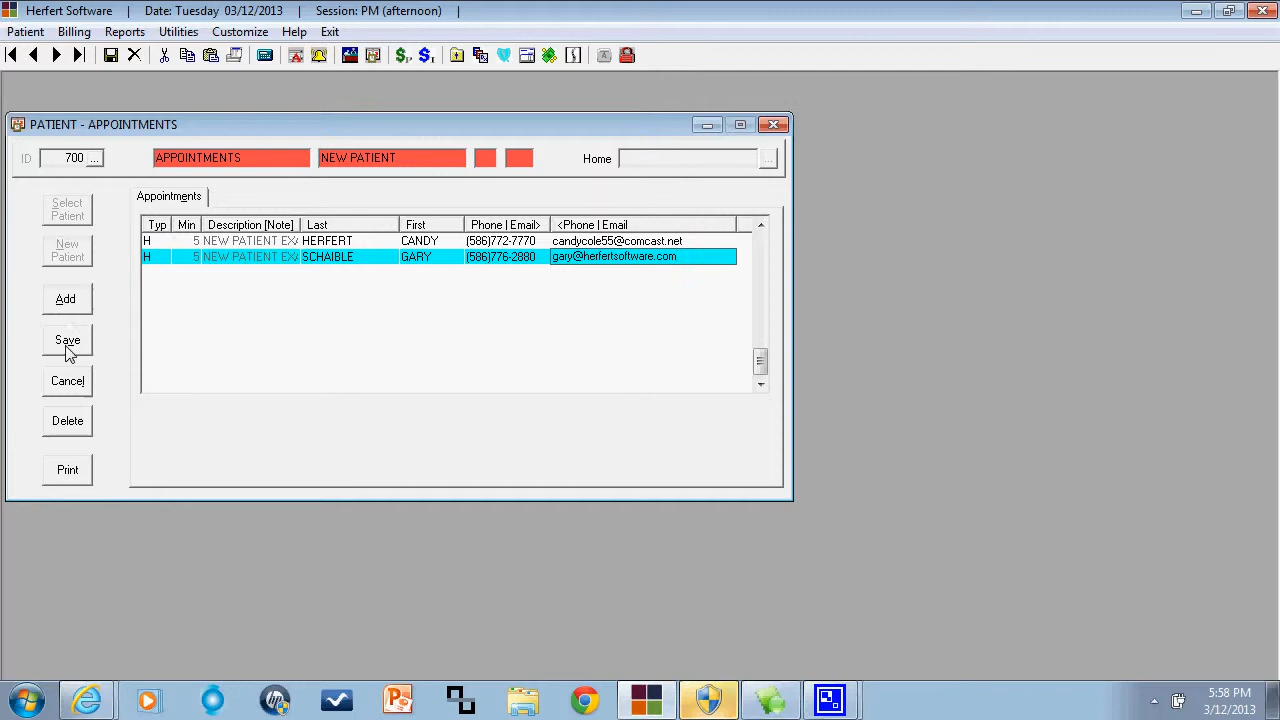 Herfert Software | Date: Tuesday 03/12/2013 | Session: PM (afternoon) |
Patient Billing Reports Utilities Customize Help Exit
PATIENT - APPOINTMENTS
ID 700 ... APPOINTMENTS NEW PATIENT Home ...
Select Patient
New Patient
Add
Save
Cancel
Delete
Print
Appointments
Typ Min Description [Note] Last First Phone | Email> <Phone | Email
H 5 NEW PATIENT EX HERFERT CANDY (586)772-7770 candycole55@comcast.net
H 5 NEW PATIENT EX SCHAIBLE GARY (586)776-2880 gary@herfertsoftware.com
5:58 PM
3/12/2013